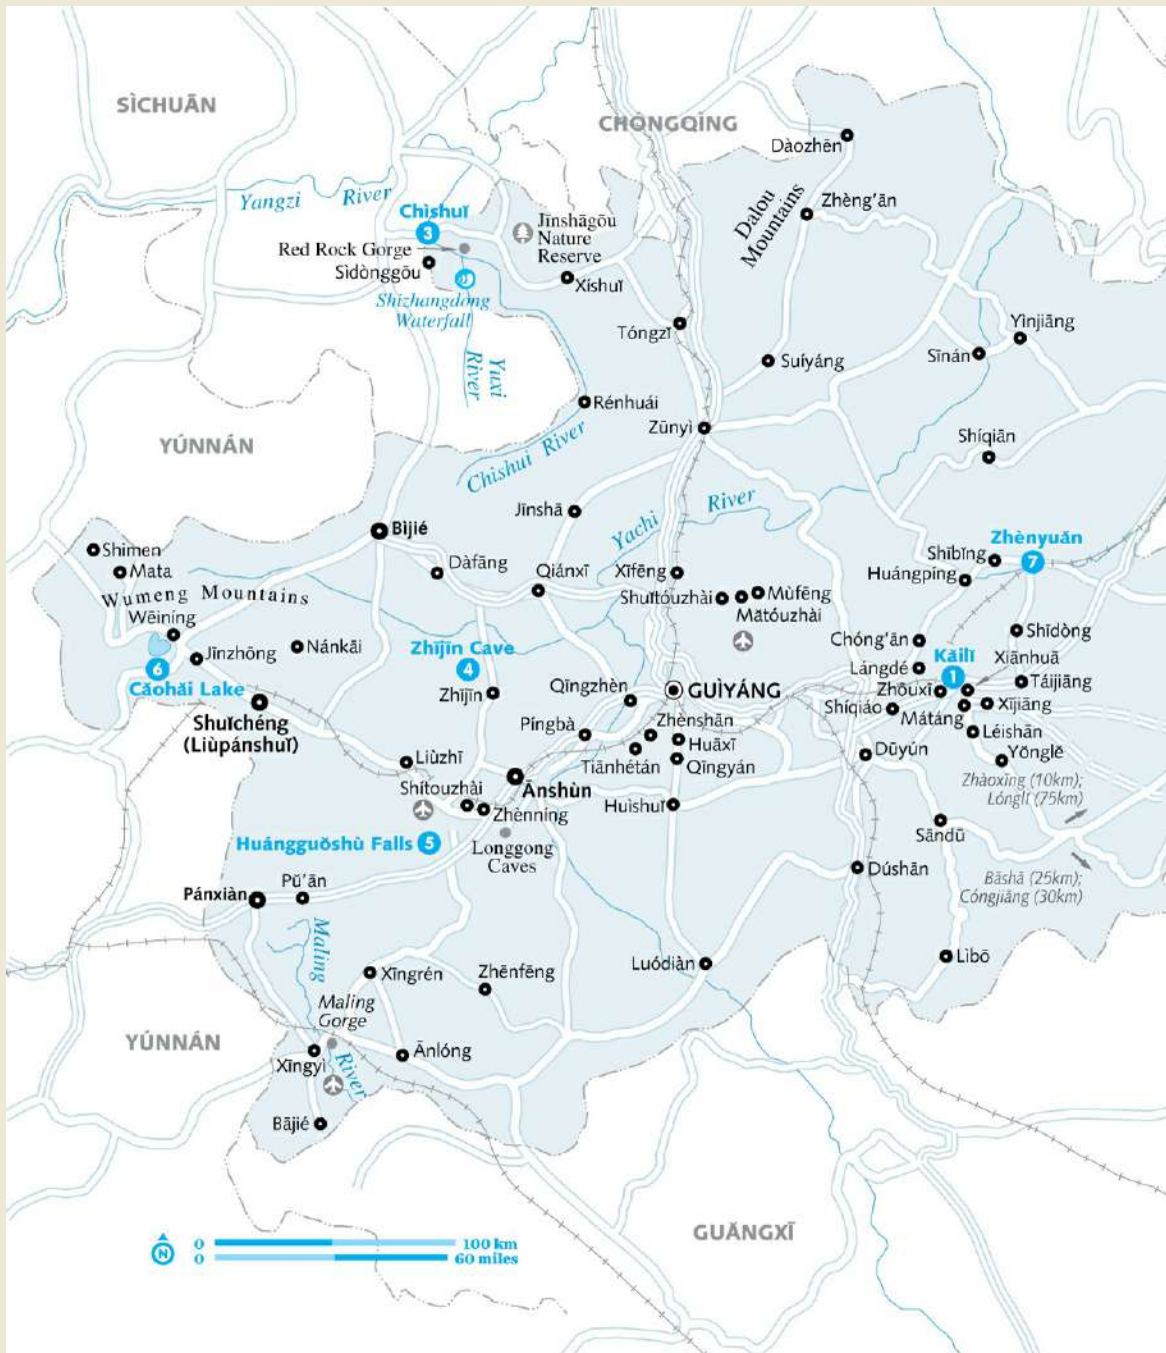 SÌCHUĀN
CHÓNGQÌNG
Dàozhēn
Yangzi River
Chìshuǐ
3
Jīnshāgōu
Nature
Reserve
Dalou
Mountains
Zhèng'ān
Red Rock Gorge
Sìdònggōu
Shizhangdong
Waterfall
Xíshuǐ
Tóngzǐ
Yìnjiāng
Sīnán
Suíyáng
Yuxi
River
Rénhuái
Zūnyì
YÚNNÁN
Chishui River
Shíqiān
Jīnshā
River
Bìjié
Yachi
Zhènyuǎn
7
Shimen
Mata
Dàfāng
Qiánxī
Xīfēng
Shībǐng
Huángpíng
Wumeng Mountains
Shuǐtóuzhài
Mùfēng
Mǎtóuzhài
Wēiníng
Jīnzhōng
Nánkāi
Zhījīn Cave
4
Chóng'ān
Shīdòng
Kǎilǐ
1
Xiānhuā
Lángdé
6
Cǎohǎi Lake
Zhījīn
Qīngzhèn
GUÌYÁNG
Zhōuxī
Táijiāng
Shíqiáo
Mátáng
Xījiāng
Shuǐchéng
(Liùpánshuǐ)
Píngbà
Zhènshān
Huāxī
Léishān
Tiānhétán
Qīngyán
Dūyún
Yǒnglě
Liùzhī
Zhàoxīng (10km);
Lónglǐ (75km)
Shítouzhài
Ānshùn
Zhènníng
Huìshuǐ
Sāndū
Huángguǒshù Falls
5
Longgong
Caves
Dúshān
Bāshā (25km);
Cóngjiāng (30km)
Pánxiàn
Pǔ'ān
Maling
Xīngrén
Zhēnfēng
Luódiàn
Lìbō
Maling
Gorge
YÚNNÁN
Xīngyì
River
Ānlóng
Bājié
GUĂNGXĪ
N
0 100 km
0 60 miles